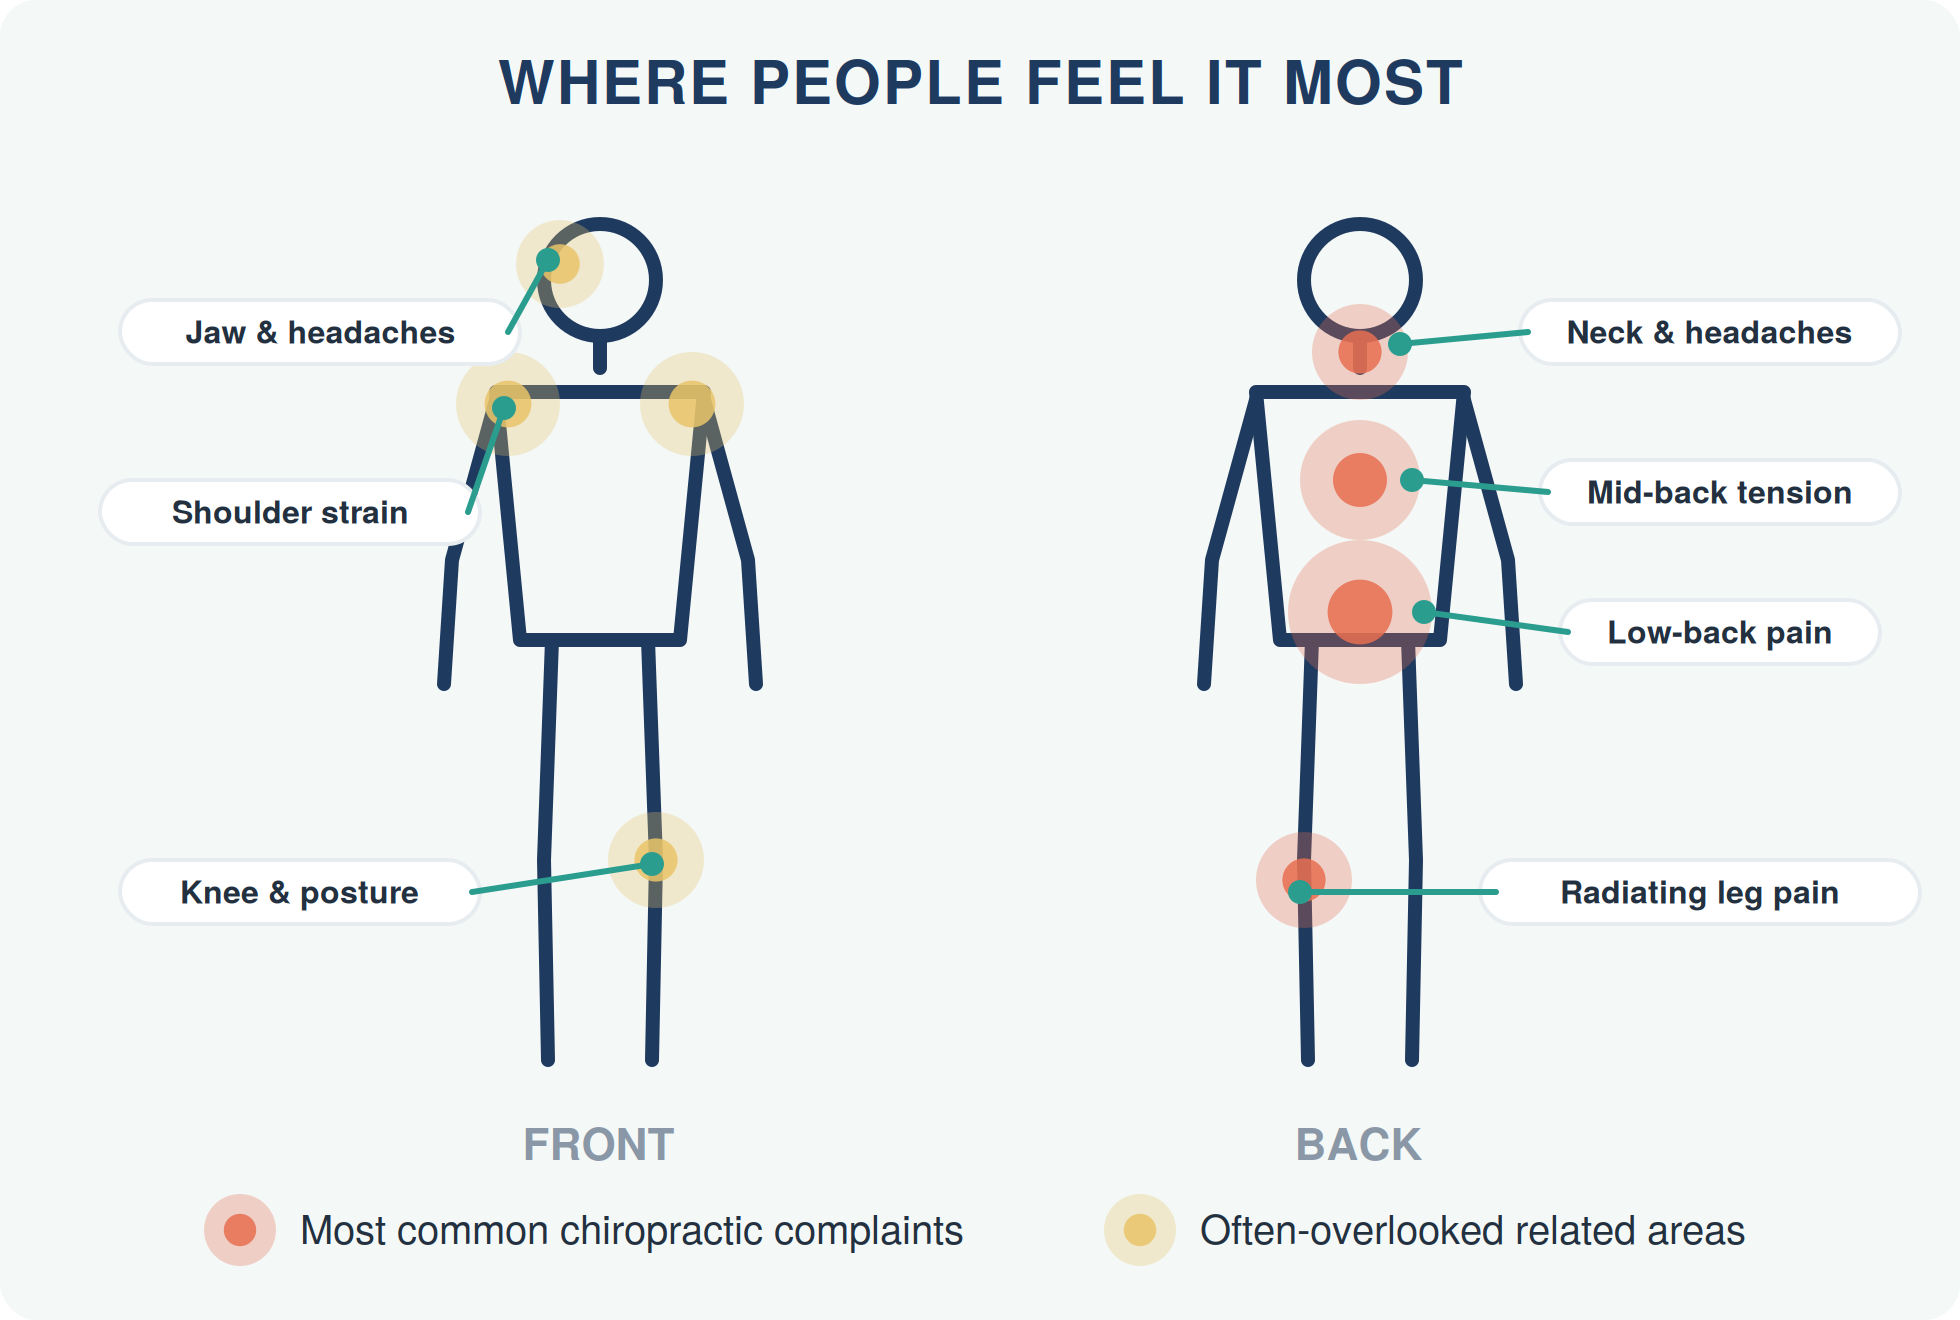 WHERE PEOPLE FEEL IT MOST
Jaw & headaches
Shoulder strain
Knee & posture
Neck & headaches
Mid-back tension
Low-back pain
Radiating leg pain
FRONT
BACK
Most common chiropractic complaints
Often-overlooked related areas